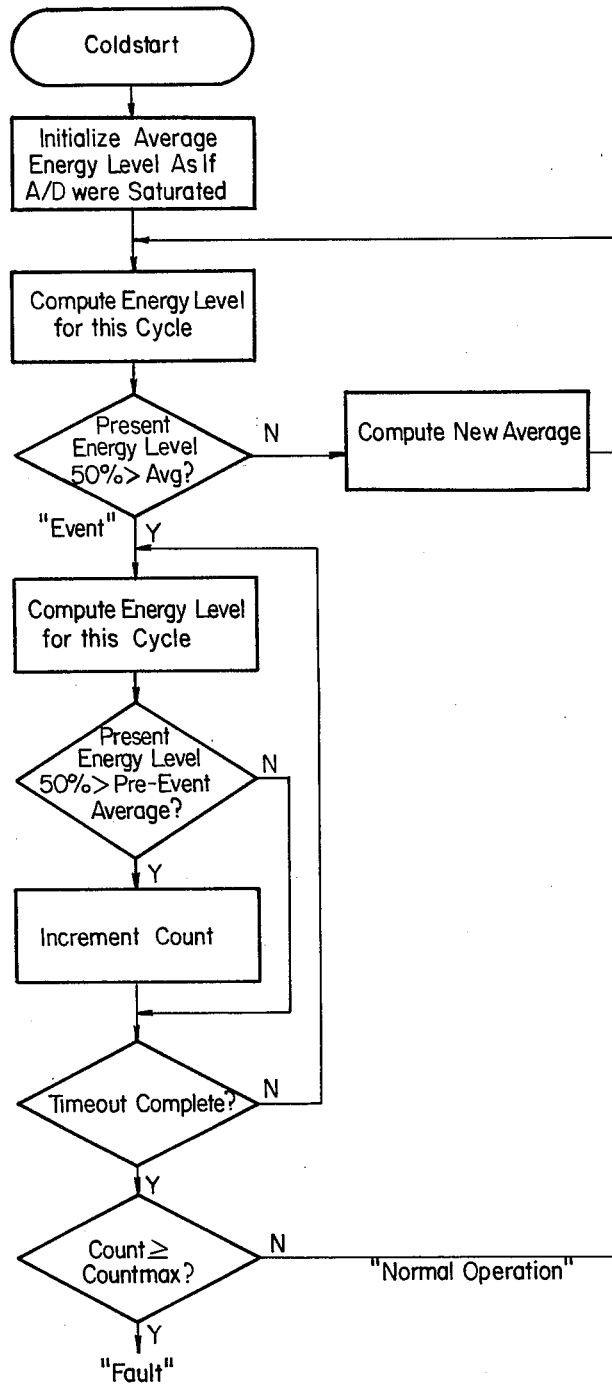 Coldstart
Initialize Average
Energy Level As If
A/D were Saturated
Compute Energy Level
for this Cycle
Present
Energy Level
50% > Avg?
N
Compute New Average
"Event"
Y
Compute Energy Level
for this Cycle
Present
Energy Level
50% > Pre-Event
Average?
N
Y
Increment Count
Timeout Complete?
N
Y
Count ≥
Countmax?
N
"Normal Operation"
Y
"Fault"